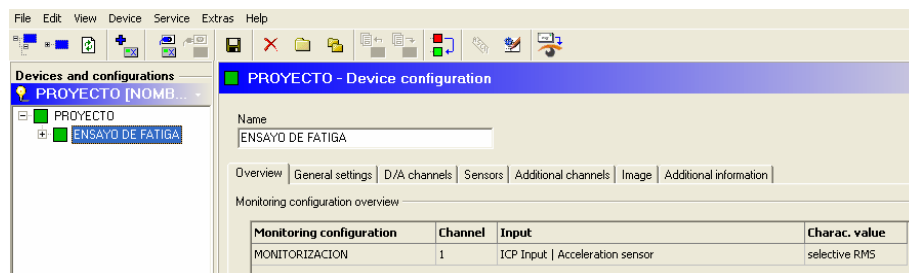 File Edit View Device Service Extras Help
Devices and configurations
PROYECTO [NOMB...
PROYECTO
ENSAYO DE FATIGA
PROYECTO - Device configuration
Name
ENSAYO DE FATIGA
Overview General settings D/A channels Sensors Additional channels Image Additional information
Monitoring configuration overview
Monitoring configuration Channel Input Charac. value
MONITORIZACION 1 ICP Input | Acceleration sensor selective RMS